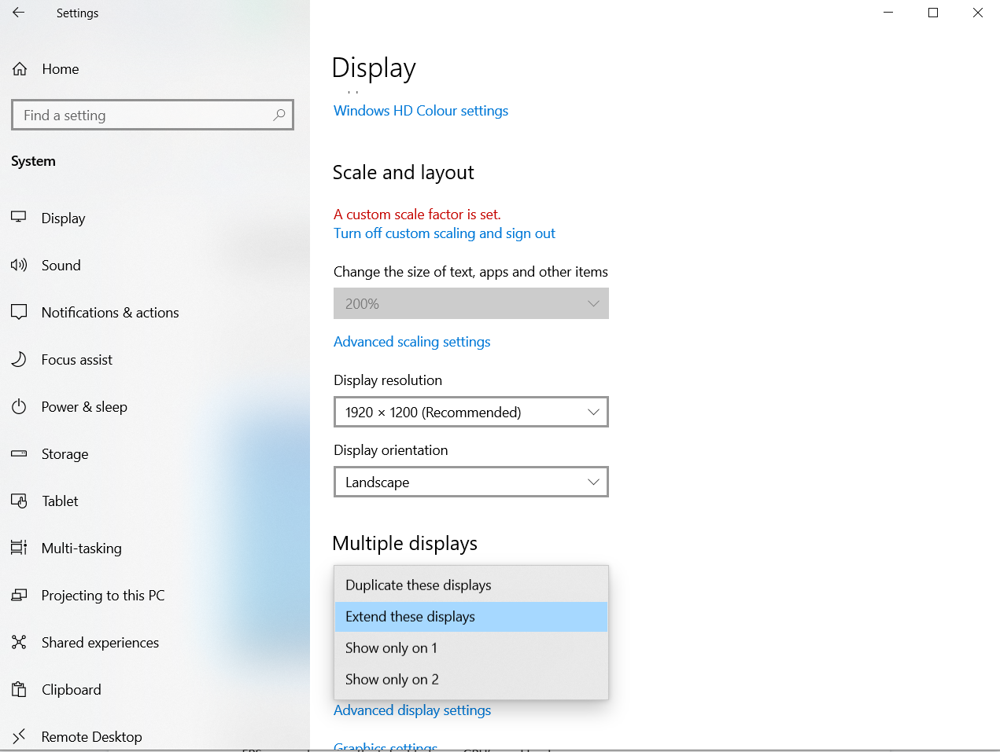 Settings
Home
Find a setting
System
Display
Sound
Notifications & actions
Focus assist
Power & sleep
Storage
Tablet
Multi-tasking
Projecting to this PC
Shared experiences
Clipboard
Remote Desktop
Display
Windows HD Colour settings
Scale and layout
A custom scale factor is set.
Turn off custom scaling and sign out
Change the size of text, apps and other items
200%
Advanced scaling settings
Display resolution
1920 × 1200 (Recommended)
Display orientation
Landscape
Multiple displays
Duplicate these displays
Extend these displays
Show only on 1
Show only on 2
Advanced display settings
Graphics settings